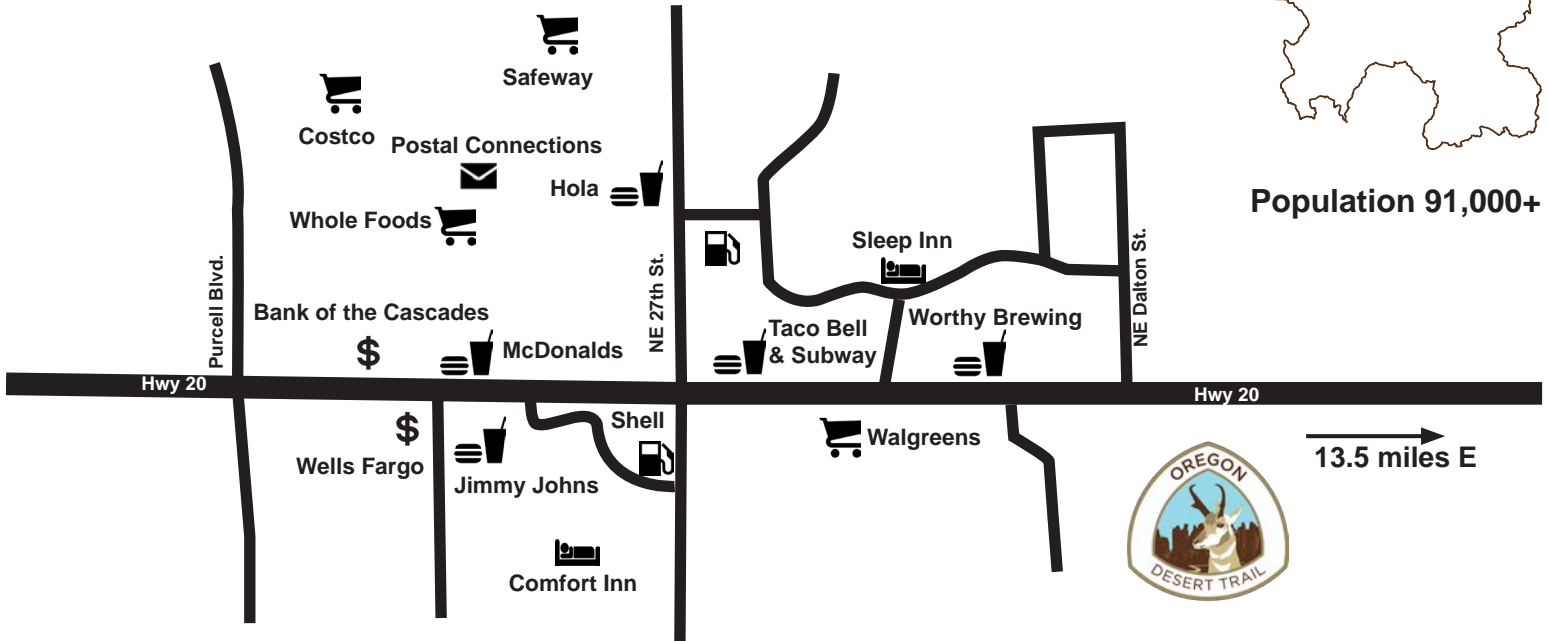 Safeway
Costco
Postal Connections
Hola
Whole Foods
Population 91,000+
Sleep Inn
Purcell Blvd.
NE 27th St.
NE Dalton St.
Bank of the Cascades
$
McDonalds
Taco Bell
& Subway
Worthy Brewing
Hwy 20
Hwy 20
$
Wells Fargo
Jimmy Johns
Shell
Walgreens
13.5 miles E
OREGON
DESERT TRAIL
Comfort Inn